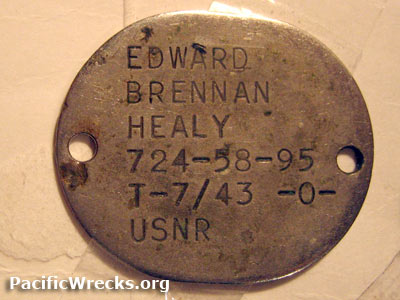 EDWARD
BRENNAN
HEALY
724-58-95
T-7/43 -O-
USNR
PacificWrecks.org